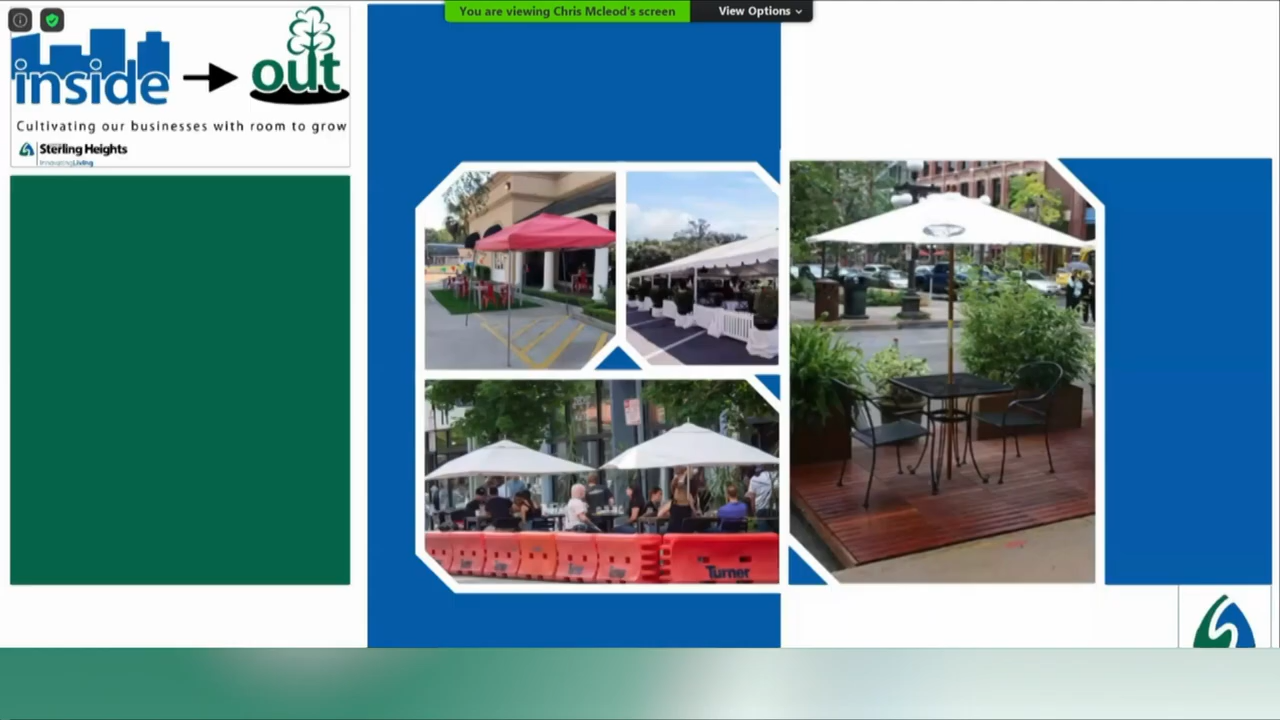 You are viewing Chris Mcleod's screen
View Options
inside out
Cultivating our businesses with room to grow
Sterling Heights
InnovatingLiving
Turner